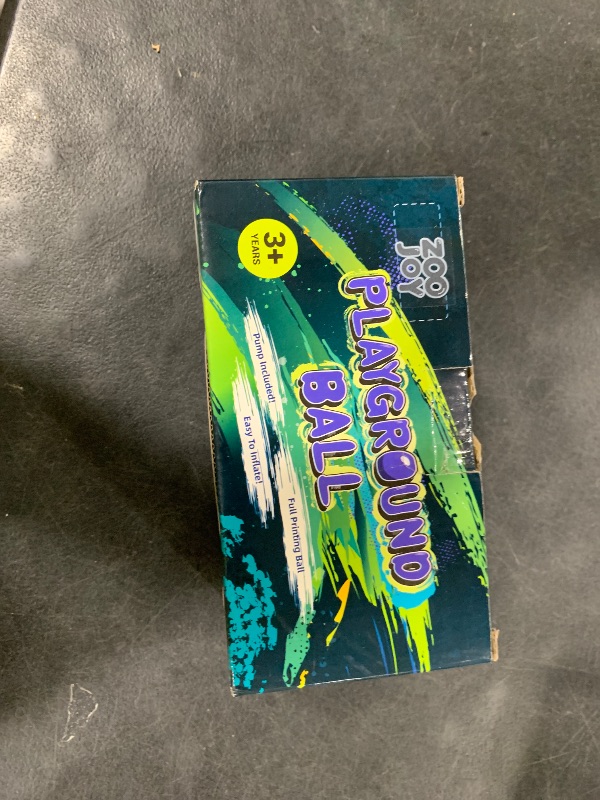 ZOO
JOY
PLAYGROUND
BALL
3+
YEARS
Pump Included!
Easy To Inflate!
Full Printing Ball